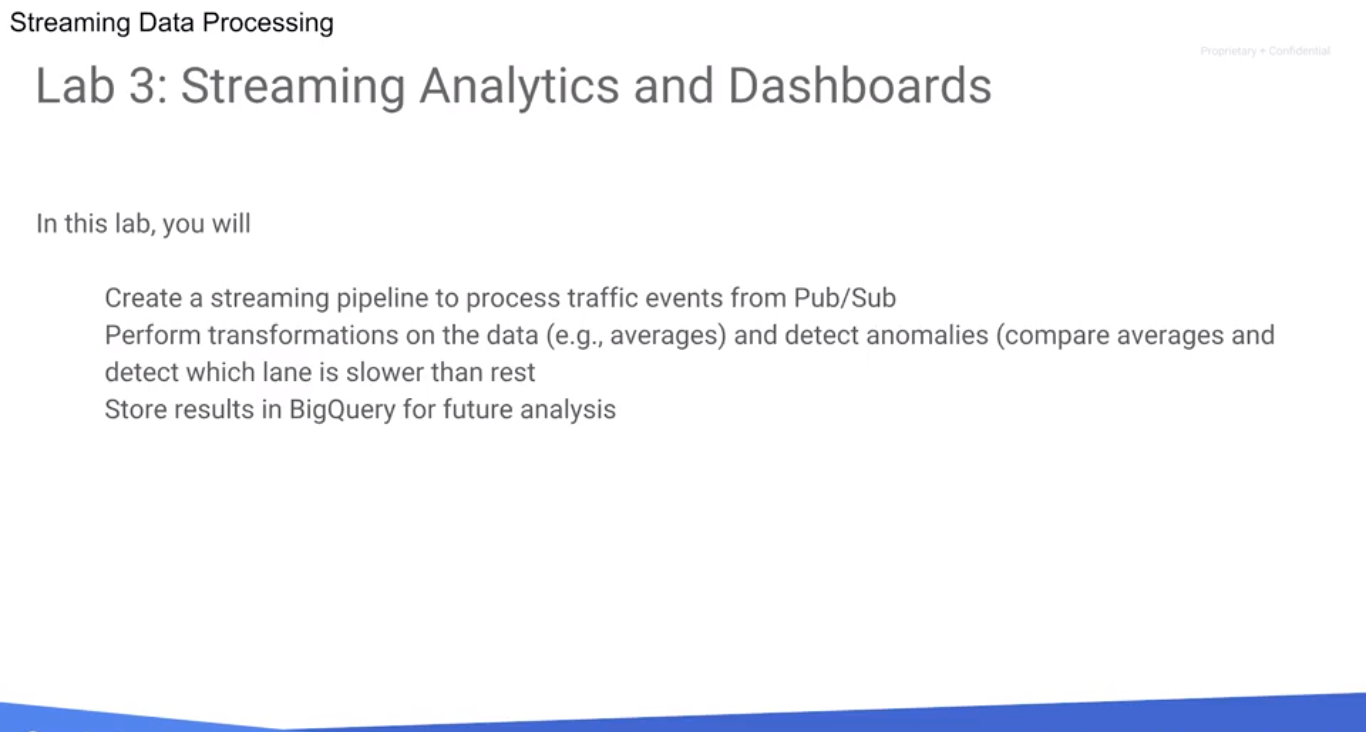 Streaming Data Processing
Proprietary + Confidential
Lab 3: Streaming Analytics and Dashboards
In this lab, you will
Create a streaming pipeline to process traffic events from Pub/Sub
Perform transformations on the data (e.g., averages) and detect anomalies (compare averages and
detect which lane is slower than rest
Store results in BigQuery for future analysis